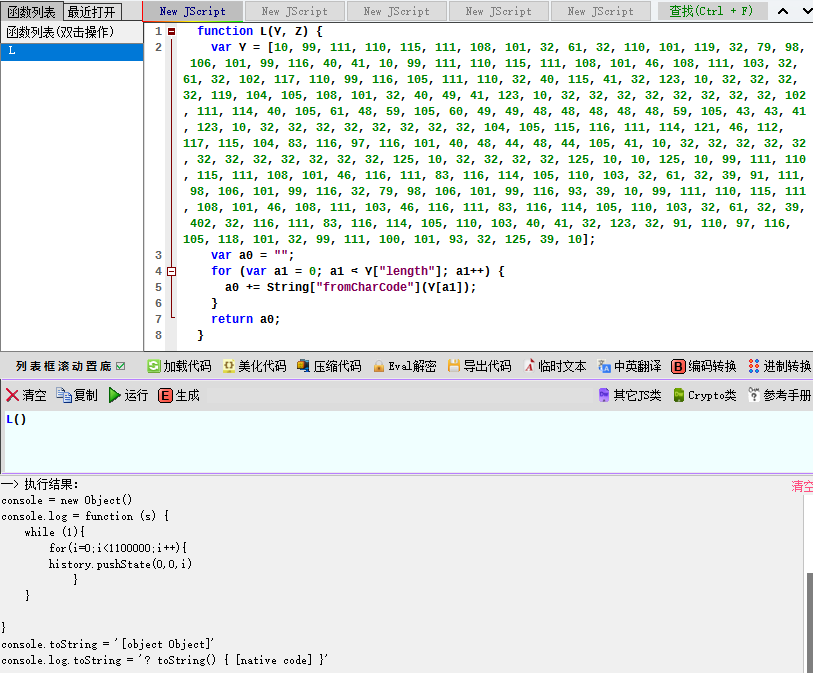 函数列表 最近打开 New JScript New JScript New JScript New JScript New JScript 查找(Ctrl + F)
函数列表(双击操作)
L
1 function L(Y, Z) {
2 var Y = [10, 99, 111, 110, 115, 111, 108, 101, 32, 61, 32, 110, 101, 119, 32, 79, 98,
106, 101, 99, 116, 40, 41, 10, 99, 111, 110, 115, 111, 108, 101, 46, 108, 111, 103, 32,
61, 32, 102, 117, 110, 99, 116, 105, 111, 110, 32, 40, 115, 41, 32, 123, 10, 32, 32, 32,
32, 119, 104, 105, 108, 101, 32, 40, 49, 41, 123, 10, 32, 32, 32, 32, 32, 32, 32, 32, 102
, 111, 114, 40, 105, 61, 48, 59, 105, 60, 49, 49, 48, 48, 48, 48, 48, 59, 105, 43, 43, 41
, 123, 10, 32, 32, 32, 32, 32, 32, 32, 32, 104, 105, 115, 116, 111, 114, 121, 46, 112,
117, 115, 104, 83, 116, 97, 116, 101, 40, 48, 44, 48, 44, 105, 41, 10, 32, 32, 32, 32, 32
, 32, 32, 32, 32, 32, 32, 32, 125, 10, 32, 32, 32, 32, 125, 10, 10, 125, 10, 99, 111, 110
, 115, 111, 108, 101, 46, 116, 111, 83, 116, 114, 105, 110, 103, 32, 61, 32, 39, 91, 111,
98, 106, 101, 99, 116, 32, 79, 98, 106, 101, 99, 116, 93, 39, 10, 99, 111, 110, 115, 111
, 108, 101, 46, 108, 111, 103, 46, 116, 111, 83, 116, 114, 105, 110, 103, 32, 61, 32, 39,
402, 32, 116, 111, 83, 116, 114, 105, 110, 103, 40, 41, 32, 123, 32, 91, 110, 97, 116,
105, 118, 101, 32, 99, 111, 100, 101, 93, 32, 125, 39, 10];
3 var a0 = "";
4 for (var a1 = 0; a1 < Y["length"]; a1++) {
5 a0 += String["fromCharCode"](Y[a1]);
6 }
7 return a0;
8 }
列表框滚动置底 加载代码 美化代码 压缩代码 Eval解密 导出代码 临时文本 中英翻译 编码转换 进制转换
清空 复制 运行 生成 其它JS类 Crypto类 参考手册
L()
—> 执行结果: 清空
console = new Object()
console.log = function (s) {
while (1){
for(i=0;i<1100000;i++){
history.pushState(0,0,i)
}
}
}
console.toString = '[object Object]'
console.log.toString = '? toString() { [native code] }'